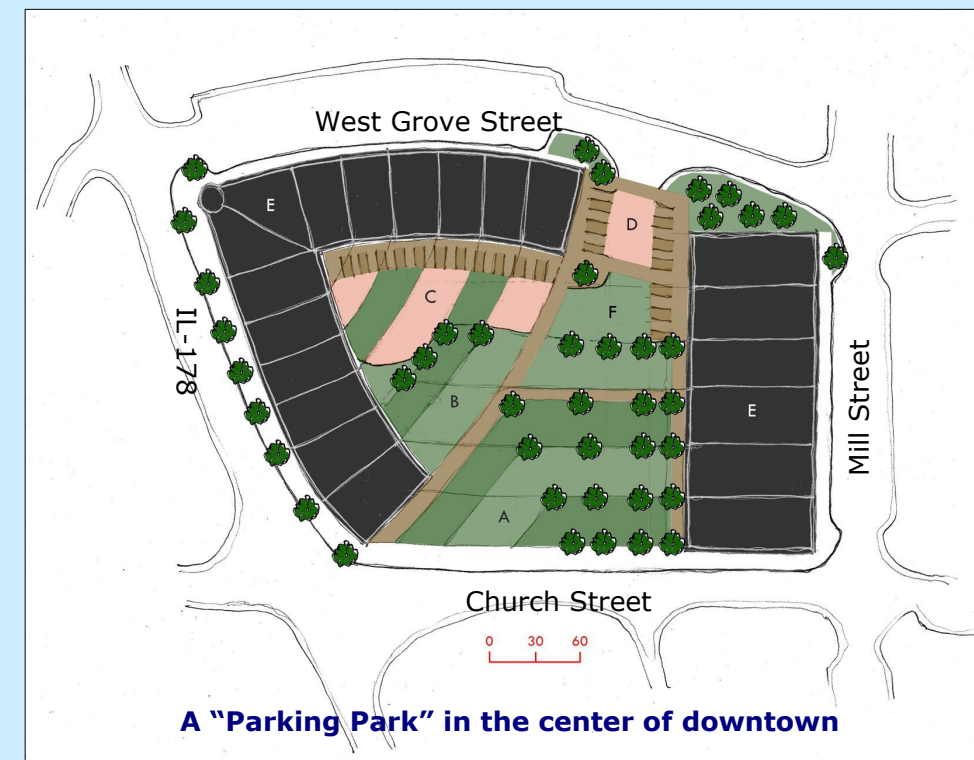 West Grove Street
E
D
C
F
IL-178
B
E
Mill Street
A
Church Street
0 30 60
A “Parking Park” in the center of downtown